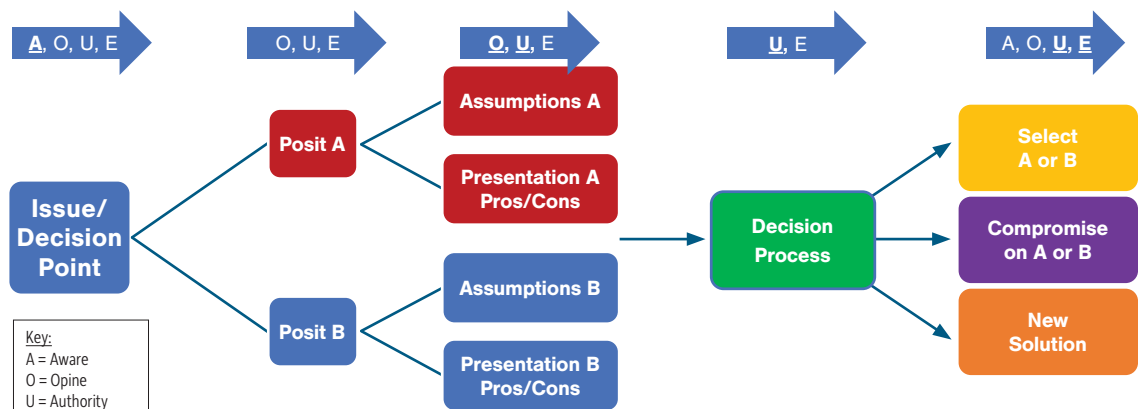 A, O, U, E
O, U, E
O, U, E
U, E
A, O, U, E
Issue/
Decision
Point
Posit A
Posit B
Assumptions A
Presentation A
Pros/Cons
Assumptions B
Presentation B
Pros/Cons
Decision
Process
Select
A or B
Compromise
on A or B
New
Solution
Key:
A = Aware
O = Opine
U = Authority